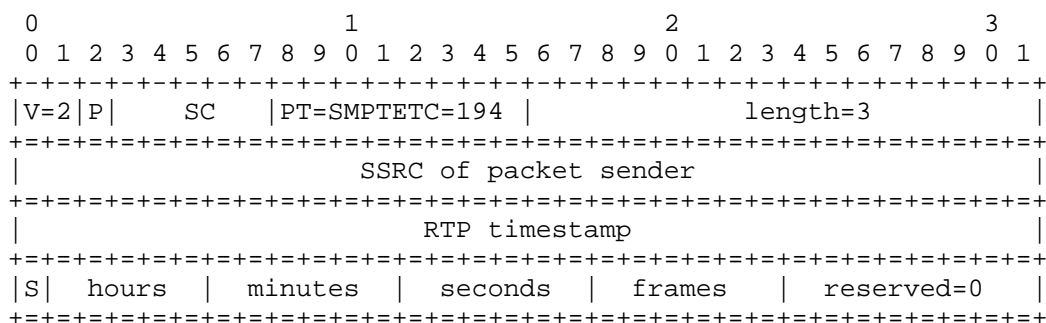 0                   1                   2                   3
 0 1 2 3 4 5 6 7 8 9 0 1 2 3 4 5 6 7 8 9 0 1 2 3 4 5 6 7 8 9 0 1
+-+-+-+-+-+-+-+-+-+-+-+-+-+-+-+-+-+-+-+-+-+-+-+-+-+-+-+-+-+-+-+-+
|V=2|P|    SC   |PT=SMPTETC=194 |             length=3          |
+=+=+=+=+=+=+=+=+=+=+=+=+=+=+=+=+=+=+=+=+=+=+=+=+=+=+=+=+=+=+=+=+
|                     SSRC of packet sender                     |
+=+=+=+=+=+=+=+=+=+=+=+=+=+=+=+=+=+=+=+=+=+=+=+=+=+=+=+=+=+=+=+=+
|                         RTP timestamp                         |
+=+=+=+=+=+=+=+=+=+=+=+=+=+=+=+=+=+=+=+=+=+=+=+=+=+=+=+=+=+=+=+=+
|S|  hours  |  minutes  |  seconds  |  frames   |  reserved=0   |
+=+=+=+=+=+=+=+=+=+=+=+=+=+=+=+=+=+=+=+=+=+=+=+=+=+=+=+=+=+=+=+=+